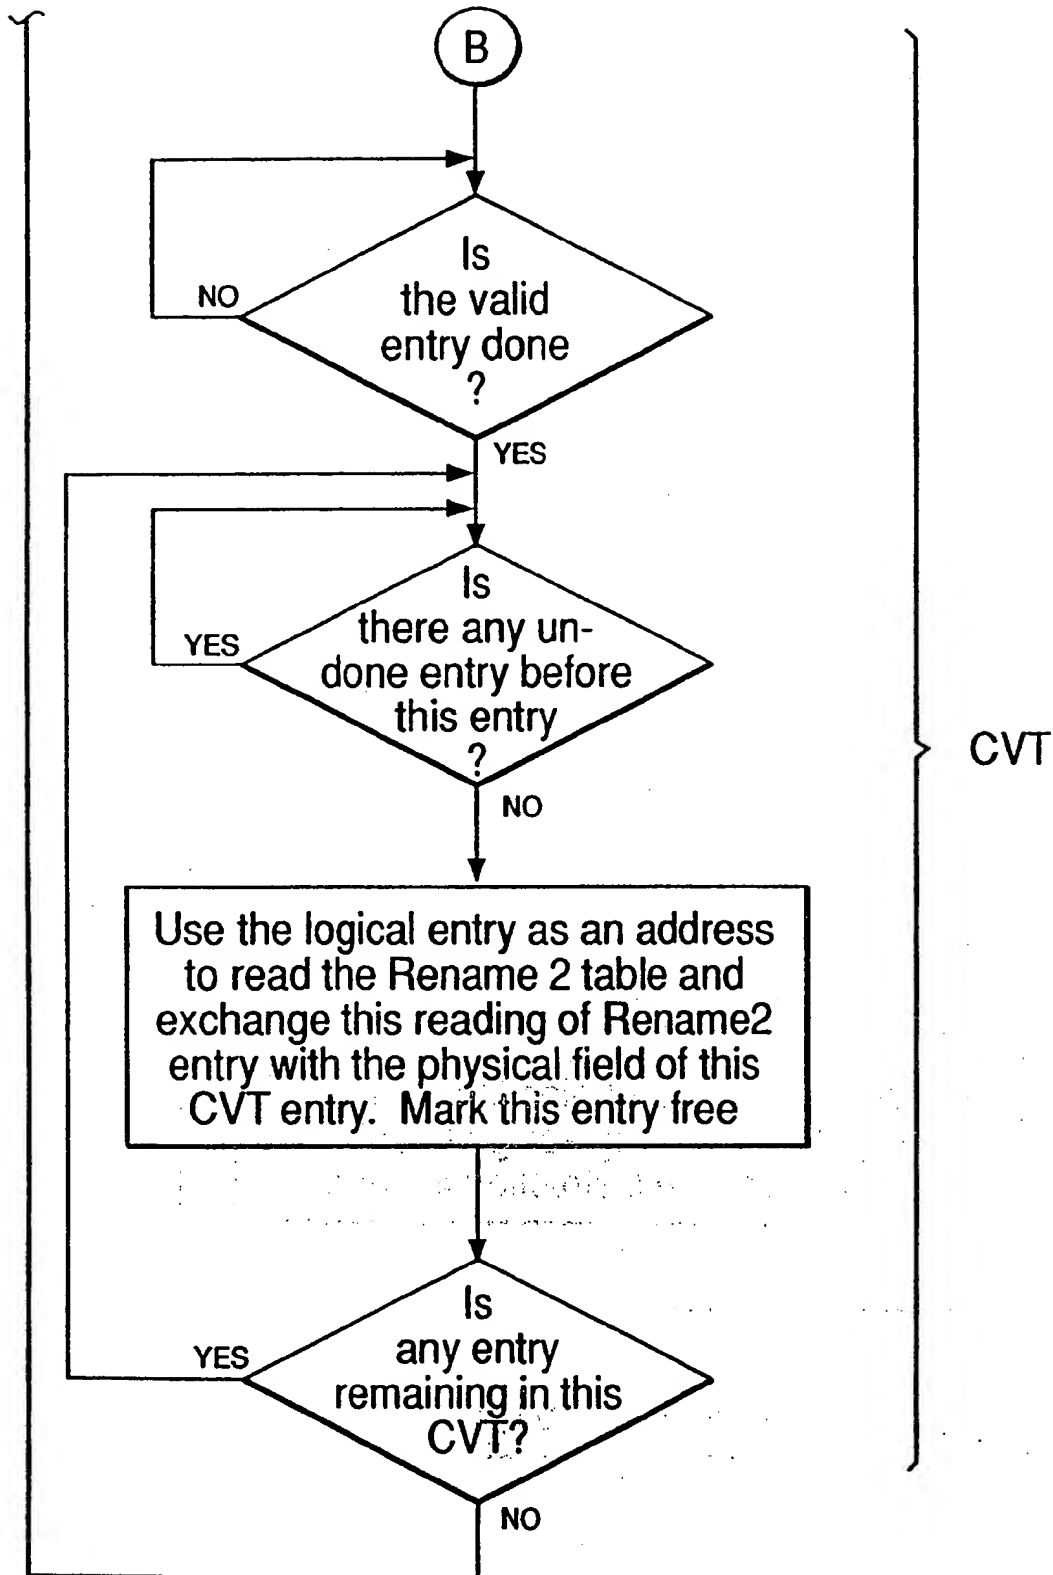 B
Is
the valid
entry done
?
NO
YES
Is
there any un-
done entry before
this entry
?
YES
NO
CVT
Use the logical entry as an address
to read the Rename 2 table and
exchange this reading of Rename2
entry with the physical field of this
CVT entry. Mark this entry free
Is
any entry
remaining in this
CVT?
YES
NO